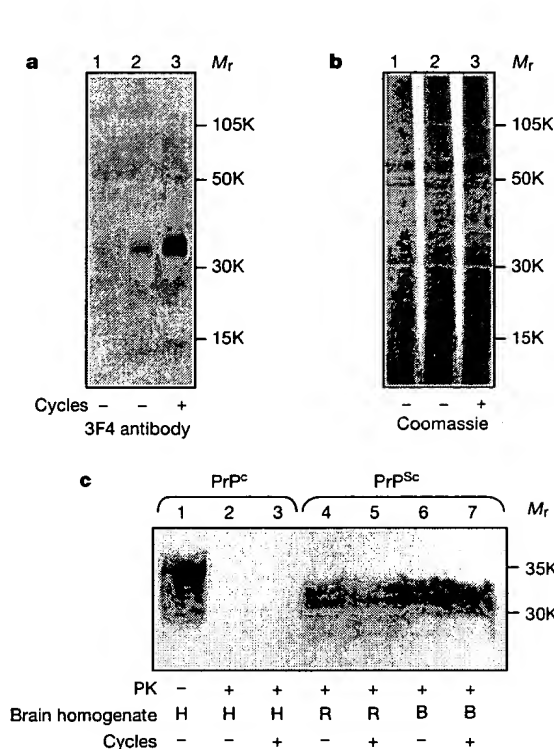 a
1 2 3 Mr
105K
50K
30K
15K
Cycles – – +
3F4 antibody
b
1 2 3 Mr
105K
50K
30K
15K
– – +
Coomassie
c
PrPc PrPSc
1 2 3 4 5 6 7 Mr
35K
30K
PK – + + + + + +
Brain homogenate H H H R R B B
Cycles – – + – + – +